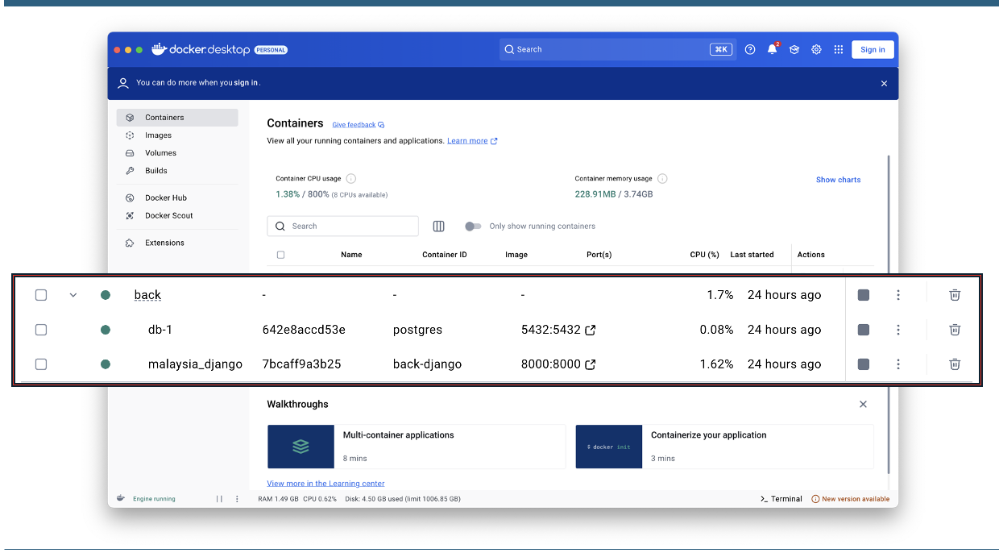 docker.desktop PERSONAL
Search
⌘K
2
Sign in
You can do more when you sign in.
Containers
Images
Volumes
Builds
Docker Hub
Docker Scout
Extensions
Containers Give feedback
View all your running containers and applications. Learn more
Container CPU usage
1.38% / 800% (8 CPUs available)
Container memory usage
228.91MB / 3.74GB
Show charts
Search
Only show running containers
Name Container ID Image Port(s) CPU (%) Last started Actions
back - - - 1.7% 24 hours ago
db-1 642e8accd53e postgres 5432:5432 0.08% 24 hours ago
malaysia_django 7bcaff9a3b25 back-django 8000:8000 1.62% 24 hours ago
Walkthroughs
Multi-container applications
8 mins
$ docker init
Containerize your application
3 mins
View more in the Learning center
Engine running
RAM 1.49 GB CPU 0.62% Disk: 4.50 GB used (limit 1006.85 GB)
>_ Terminal
New version available